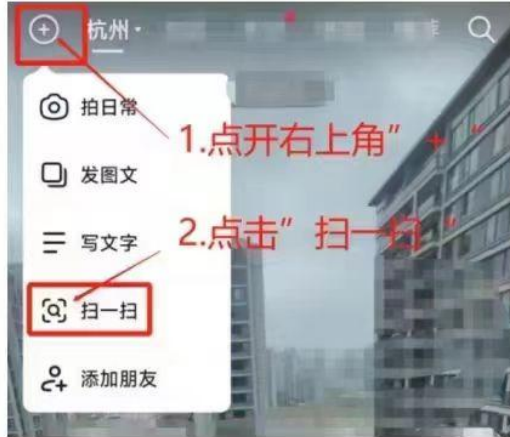 杭州
拍日常
1.点开右上角”+“
发图文
写文字
2.点击”扫一扫“
扫一扫
添加朋友